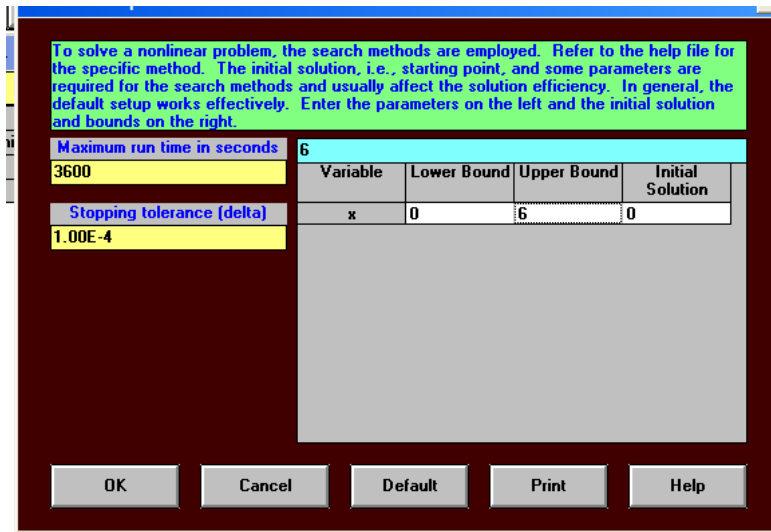 To solve a nonlinear problem, the search methods are employed. Refer to the help file for
the specific method. The initial solution, i.e., starting point, and some parameters are
required for the search methods and usually affect the solution efficiency. In general, the
default setup works effectively. Enter the parameters on the left and the initial solution
and bounds on the right.
Maximum run time in seconds
3600
Stopping tolerance (delta)
1.00E-4
6
Variable Lower Bound Upper Bound Initial
Solution
x 0 6 0
OK Cancel Default Print Help